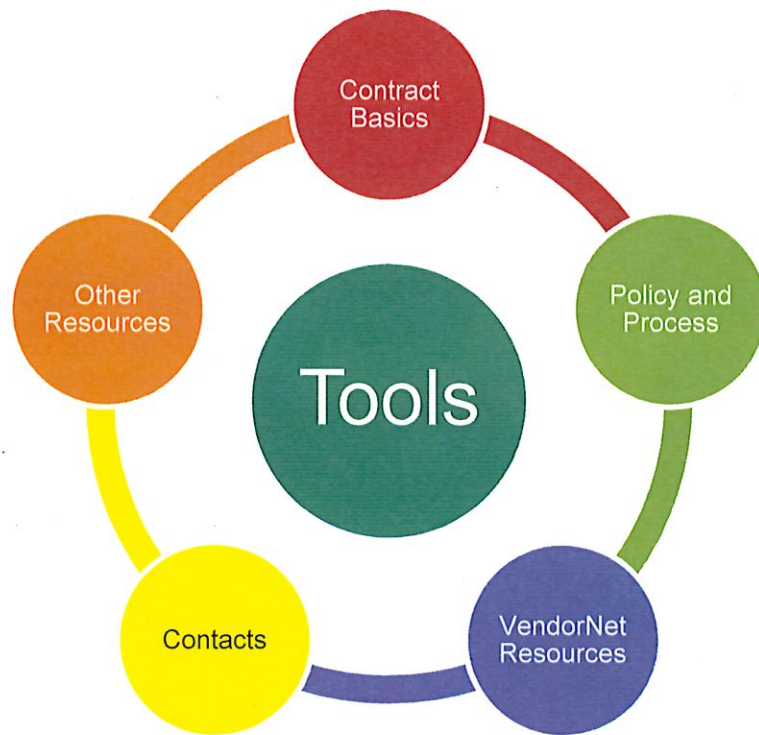 Contract
Basics
Other
Resources
Policy and
Process
Tools
Contacts
VendorNet
Resources